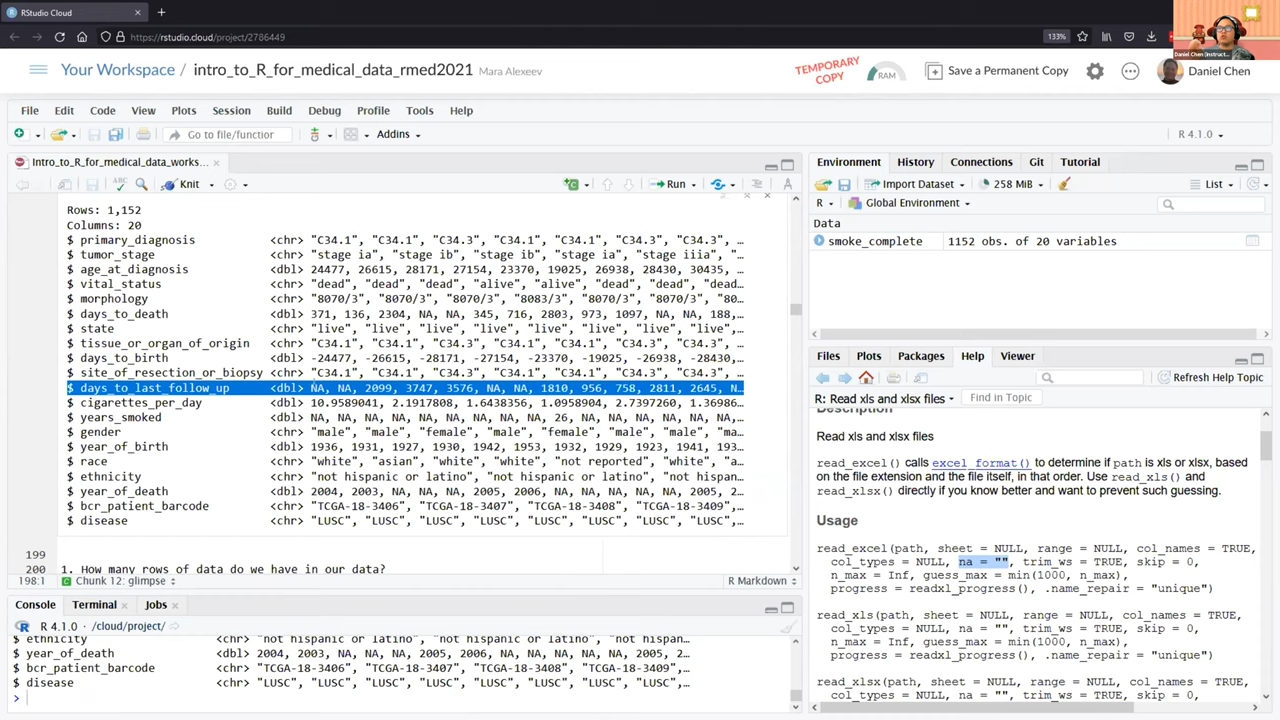 RStudio Cloud
https://rstudio.cloud/project/2786449
133%
Daniel Chen (Instruct...
Your Workspace / intro_to_R_for_medical_data_rmed2021 Mara Alexeev
TEMPORARY COPY
RAM
Save a Permanent Copy
Daniel Chen
File Edit Code View Plots Session Build Debug Profile Tools Help
Go to file/function Addins
R 4.1.0
Intro_to_R_for_medical_data_works...
Knit Run
Rows: 1,152
Columns: 20
$ primary_diagnosis <chr> "C34.1", "C34.1", "C34.3", "C34.1", "C34.1", "C34.3", "C34.3", …
$ tumor_stage <chr> "stage ia", "stage ib", "stage ib", "stage ia", "stage iiia", "…
$ age_at_diagnosis <dbl> 24477, 26615, 28171, 27154, 23370, 19025, 26938, 28430, 30435, …
$ vital_status <chr> "dead", "dead", "dead", "alive", "alive", "dead", "dead", "dead…
$ morphology <chr> "8070/3", "8070/3", "8070/3", "8083/3", "8070/3", "8070/3", "80…
$ days_to_death <dbl> 371, 136, 2304, NA, NA, 345, 716, 2803, 973, 1097, NA, NA, 188,…
$ state <chr> "live", "live", "live", "live", "live", "live", "live", "live",…
$ tissue_or_organ_of_origin <chr> "C34.1", "C34.1", "C34.3", "C34.1", "C34.1", "C34.3", "C34.3", …
$ days_to_birth <dbl> -24477, -26615, -28171, -27154, -23370, -19025, -26938, -28430,…
$ site_of_resection_or_biopsy <chr> "C34.1", "C34.1", "C34.3", "C34.1", "C34.1", "C34.3", "C34.3", …
$ days_to_last_follow_up <dbl> NA, NA, 2099, 3747, 3576, NA, NA, 1810, 956, 758, 2811, 2645, N…
$ cigarettes_per_day <dbl> 10.9589041, 2.1917808, 1.6438356, 1.0958904, 2.7397260, 1.36986…
$ years_smoked <dbl> NA, NA, NA, NA, NA, NA, NA, NA, 26, NA, NA, NA, NA, NA, NA, NA,…
$ gender <chr> "male", "male", "female", "male", "female", "male", "male", "ma…
$ year_of_birth <dbl> 1936, 1931, 1927, 1930, 1942, 1953, 1932, 1929, 1923, 1941, 193…
$ race <chr> "white", "asian", "white", "white", "not reported", "white", "a…
$ ethnicity <chr> "not hispanic or latino", "not hispanic or latino", "not hispan…
$ year_of_death <dbl> 2004, 2003, NA, NA, 2005, 2006, NA, NA, NA, NA, 2005, 2…
$ bcr_patient_barcode <chr> "TCGA-18-3406", "TCGA-18-3407", "TCGA-18-3408", "TCGA-18-3409",…
$ disease <chr> "LUSC", "LUSC", "LUSC", "LUSC", "LUSC", "LUSC", "LUSC", "LUSC",…
199
200 1. How many rows of data do we have in our data?
198:1 Chunk 12: glimpse R Markdown
Console Terminal Jobs
R 4.1.0 · /cloud/project/
$ ethnicity <chr> "not hispanic or latino", "not hispanic or latino", "not hispan…
$ year_of_death <dbl> 2004, 2003, NA, NA, 2005, 2006, NA, NA, NA, NA, 2005, 2…
$ bcr_patient_barcode <chr> "TCGA-18-3406", "TCGA-18-3407", "TCGA-18-3408", "TCGA-18-3409",…
$ disease <chr> "LUSC", "LUSC", "LUSC", "LUSC", "LUSC", "LUSC", "LUSC", "LUSC",…
>
Environment History Connections Git Tutorial
Import Dataset 258 MiB List
R Global Environment
Data
smoke_complete 1152 obs. of 20 variables
Files Plots Packages Help Viewer
Refresh Help Topic
R: Read xls and xlsx files Find in Topic
Description
Read xls and xlsx files
read_excel() calls excel_format() to determine if path is xls or xlsx, based
on the file extension and the file itself, in that order. Use read_xls() and
read_xlsx() directly if you know better and want to prevent such guessing.
Usage
read_excel(path, sheet = NULL, range = NULL, col_names = TRUE,
col_types = NULL, na = "", trim_ws = TRUE, skip = 0,
n_max = Inf, guess_max = min(1000, n_max),
progress = readxl_progress(), .name_repair = "unique")
read_xls(path, sheet = NULL, range = NULL, col_names = TRUE,
col_types = NULL, na = "", trim_ws = TRUE, skip = 0,
n_max = Inf, guess_max = min(1000, n_max),
progress = readxl_progress(), .name_repair = "unique")
read_xlsx(path, sheet = NULL, range = NULL, col_names = TRUE,
col_types = NULL, na = "", trim_ws = TRUE, skip = 0,